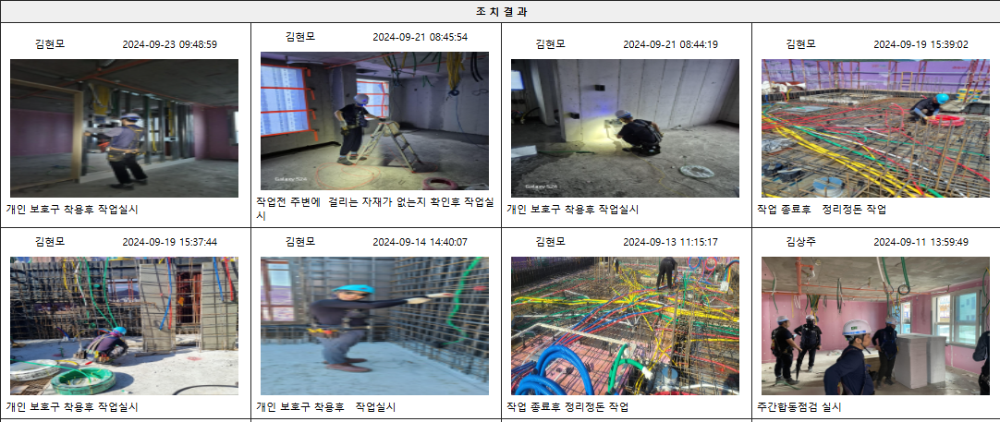 조 치 결 과
김현모 2024-09-23 09:48:59
개인 보호구 착용후 작업실시
김현모 2024-09-21 08:45:54
Galaxy S24
작업전 주변에 걸리는 자재가 없는지 확인후 작업실
시
김현모 2024-09-21 08:44:19
Galaxy S24
개인 보호구 착용후 작업실시
김현모 2024-09-19 15:39:02
작업 종료후 정리정돈 작업
김현모 2024-09-19 15:37:44
개인 보호구 착용후 작업실시
김현모 2024-09-14 14:40:07
개인 보호구 착용후 작업실시
김현모 2024-09-13 11:15:17
작업 종료후 정리정돈 작업
김상주 2024-09-11 13:59:49
주간합동점검 실시